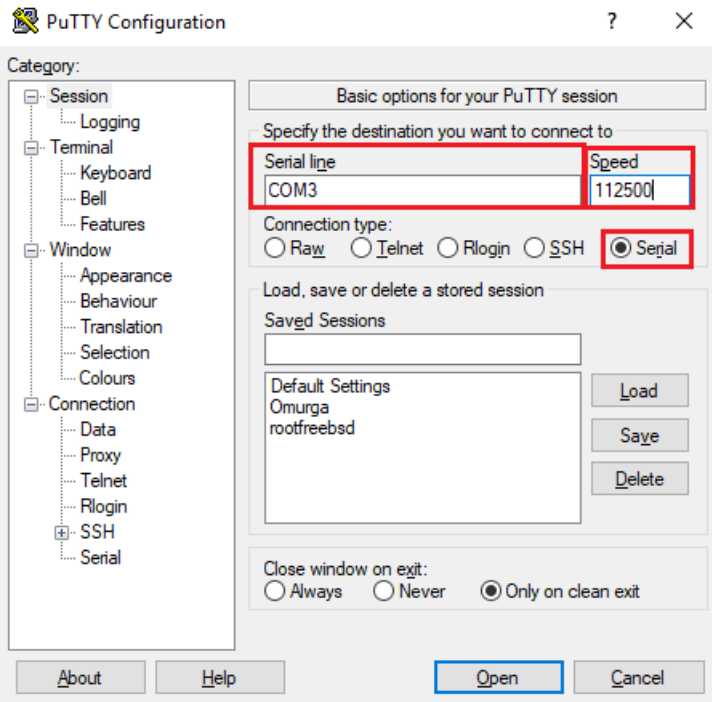 PuTTY Configuration ? ×
Category:
Session
Logging
Terminal
Keyboard
Bell
Features
Window
Appearance
Behaviour
Translation
Selection
Colours
Connection
Data
Proxy
Telnet
Rlogin
SSH
Serial
Basic options for your PuTTY session
Specify the destination you want to connect to
Serial line Speed
COM3 112500
Connection type:
Raw Telnet Rlogin SSH Serial
Load, save or delete a stored session
Saved Sessions
Default Settings
Omurga
rootfreebsd
Load
Save
Delete
Close window on exit:
Always Never Only on clean exit
About Help Open Cancel